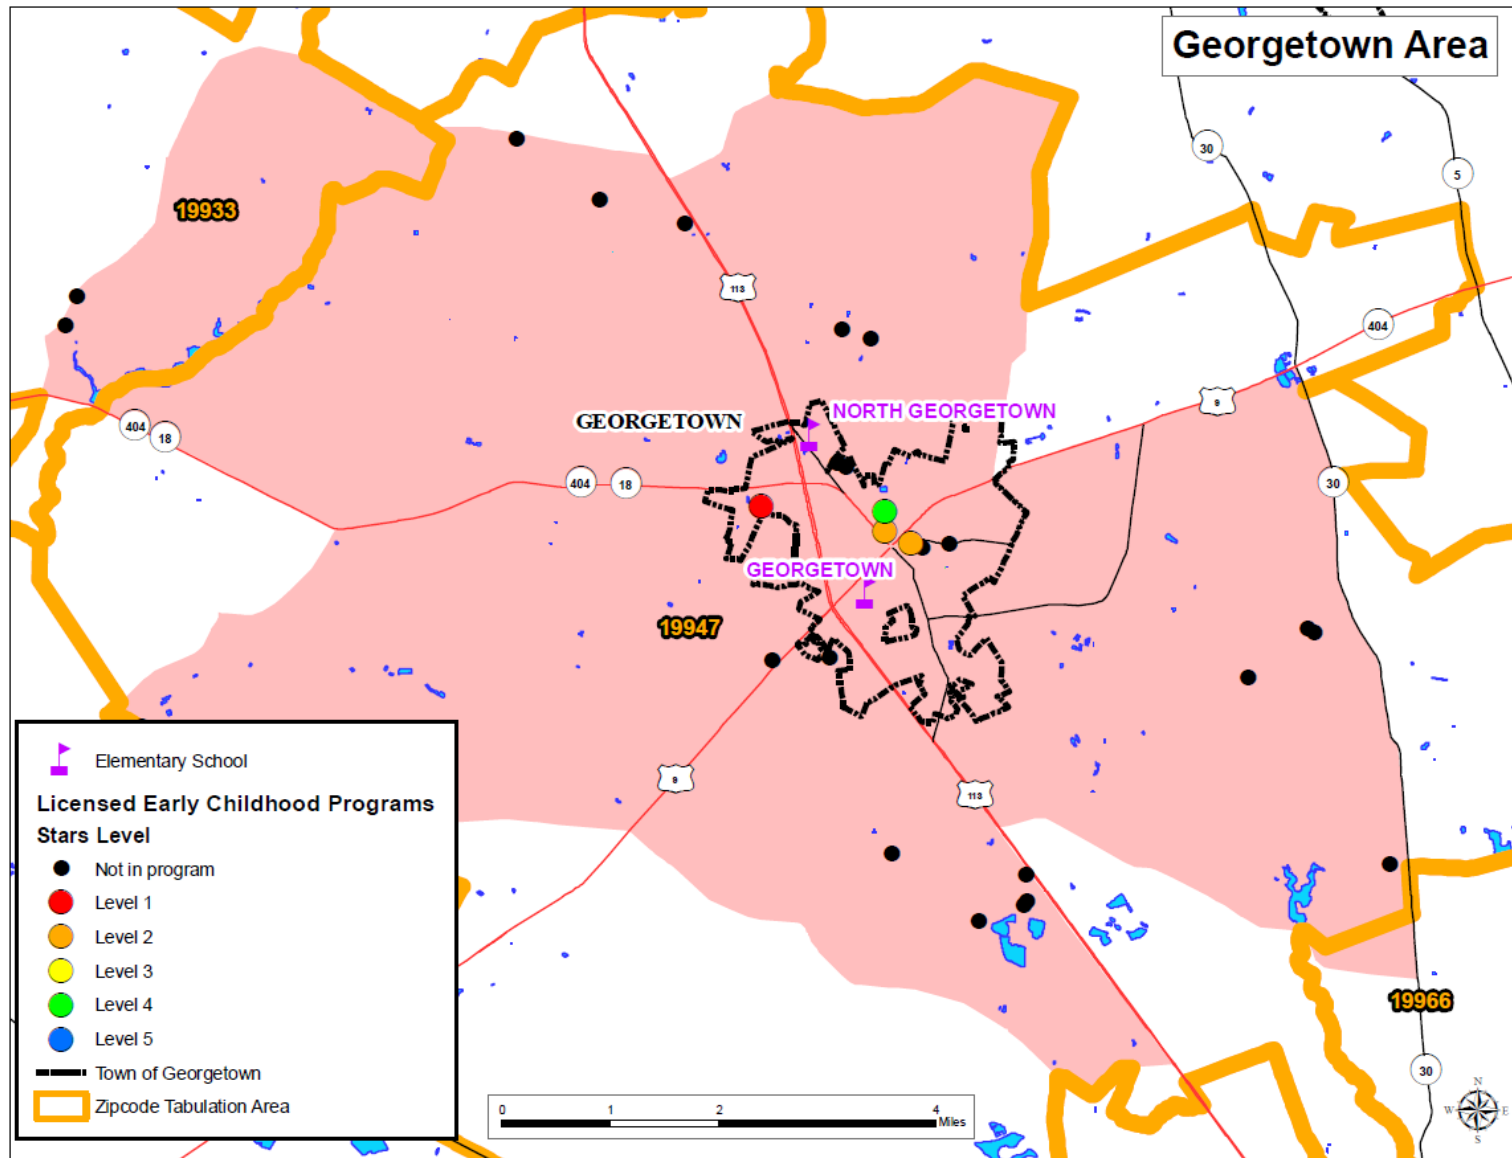 Georgetown Area
30
5
19933
113
404
9
NORTH GEORGETOWN
GEORGETOWN
404
18
404
18
30
GEORGETOWN
19947
9
113
Elementary School
Licensed Early Childhood Programs
Stars Level
Not in program
Level 1
Level 2
Level 3
Level 4
Level 5
Town of Georgetown
Zipcode Tabulation Area
19966
30
0 1 2 4
Miles
N
W E
S